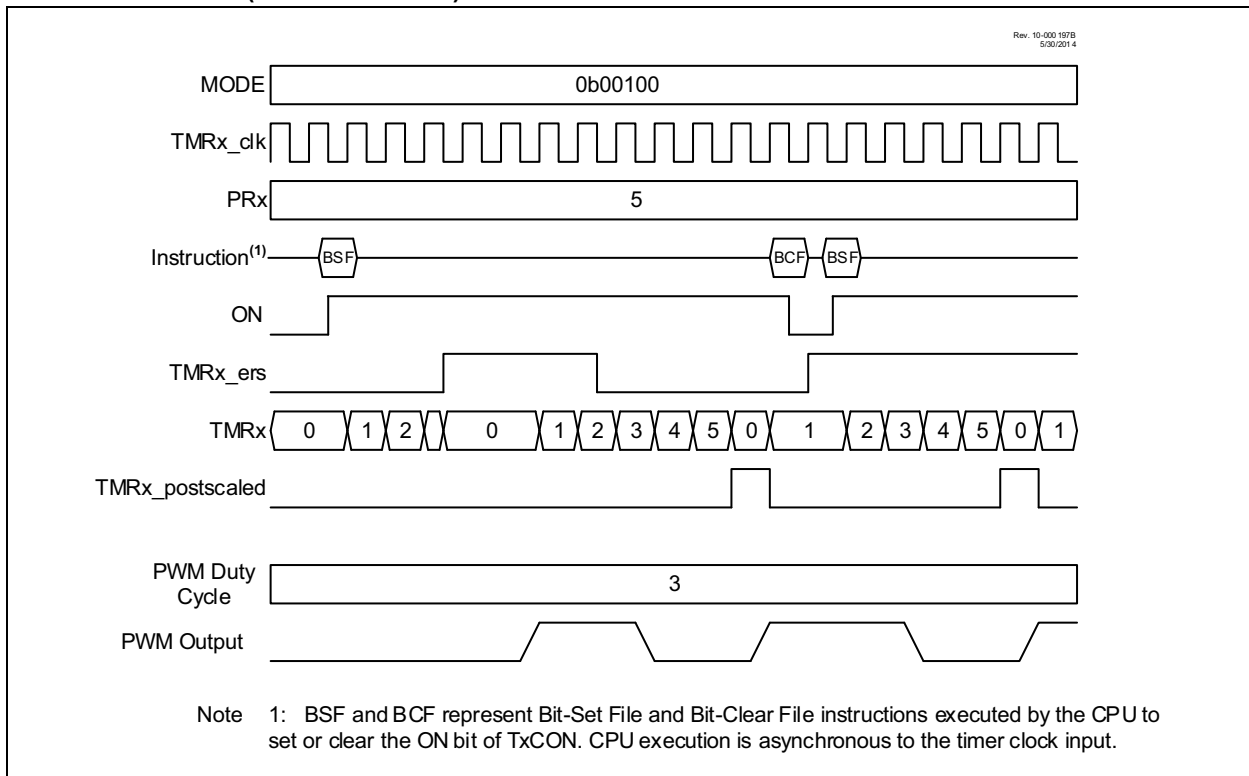 Rev. 10-000 197B
5/30/201 4
MODE 0b00100
TMRx_clk
PRx 5
Instruction(1) BSF BCF BSF
ON
TMRx_ers
TMRx 0 1 2 0 1 2 3 4 5 0 1 2 3 4 5 0 1
TMRx_postscaled
PWM Duty
Cycle 3
PWM Output
Note 1: BSF and BCF represent Bit-Set File and Bit-Clear File instructions executed by the CPU to
set or clear the ON bit of TxCON. CPU execution is asynchronous to the timer clock input.